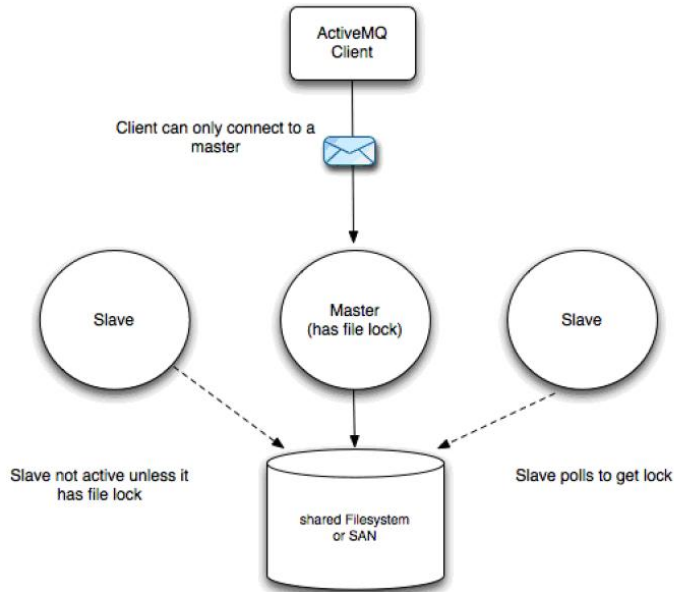 ActiveMQ
Client
Client can only connect to a
master
Slave
Master
(has file lock)
Slave
Slave not active unless it
has file lock
shared Filesystem
or SAN
Slave polls to get lock